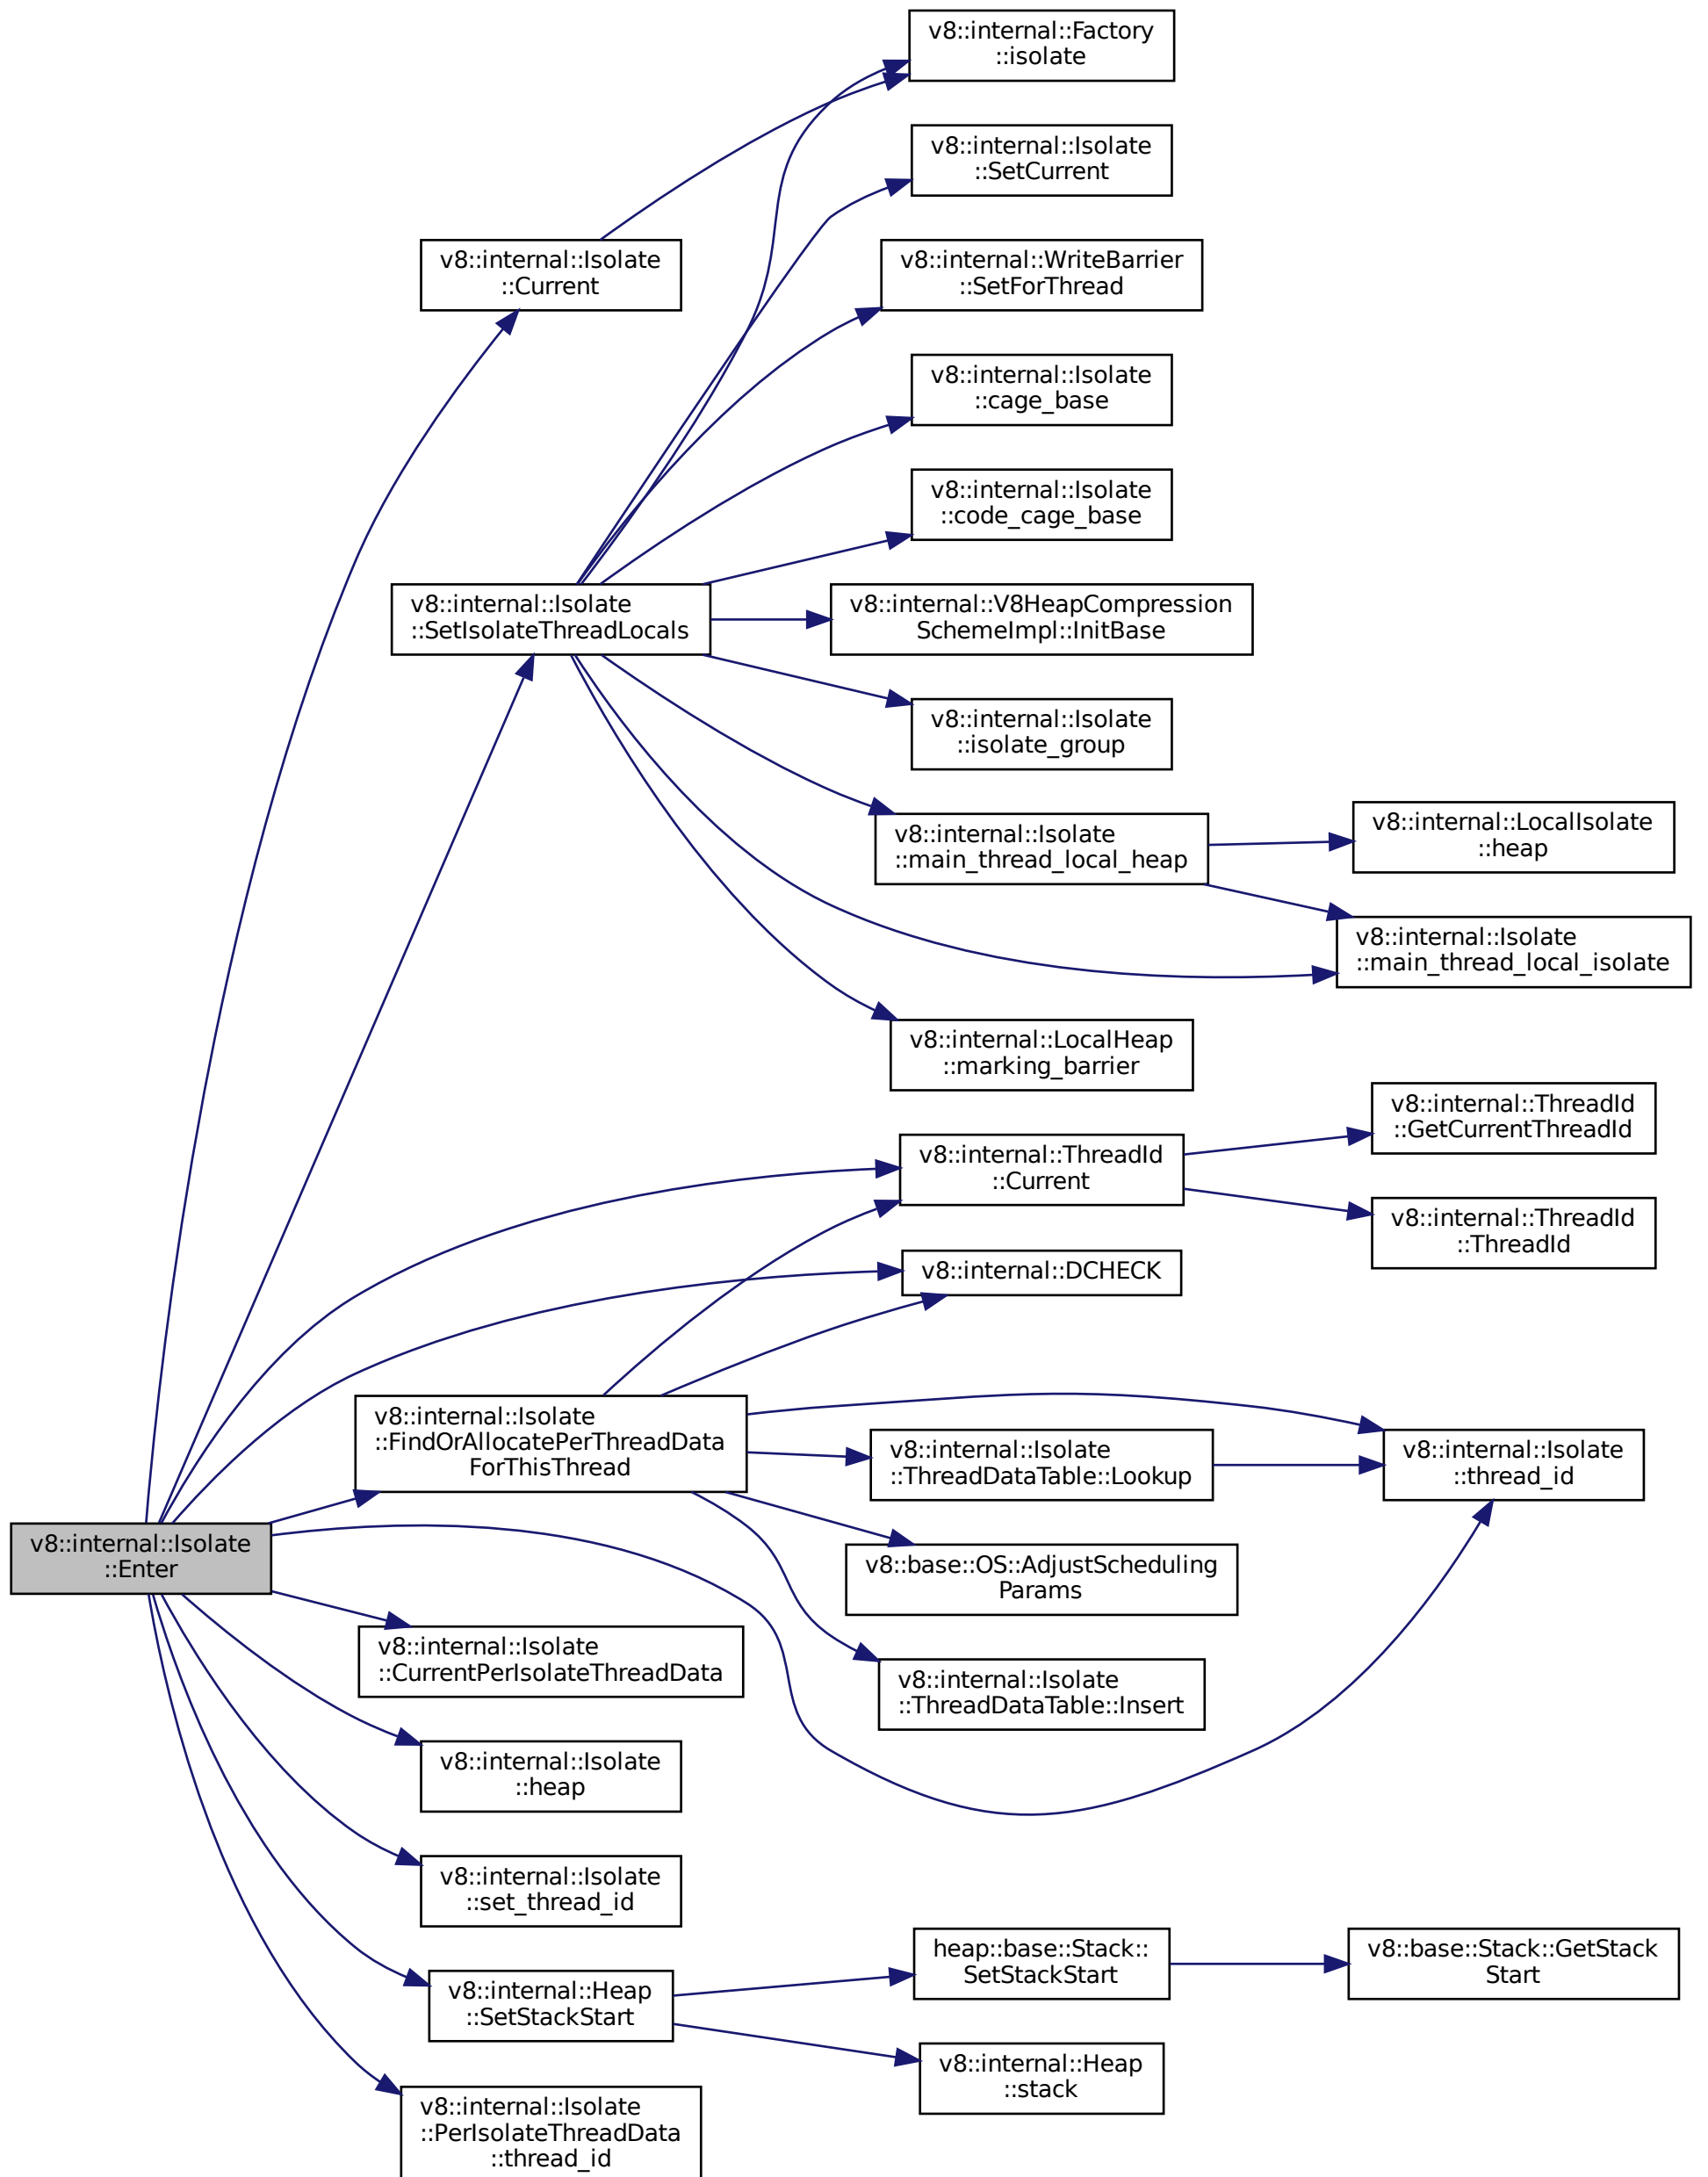 v8::internal::Factory
::isolate
v8::internal::Isolate
::SetCurrent
v8::internal::Isolate
::Current
v8::internal::WriteBarrier
::SetForThread
v8::internal::Isolate
::cage_base
v8::internal::Isolate
::code_cage_base
v8::internal::Isolate
::SetIsolateThreadLocals
v8::internal::V8HeapCompression
SchemeImpl::InitBase
v8::internal::Isolate
::isolate_group
v8::internal::Isolate
::main_thread_local_heap
v8::internal::LocalIsolate
::heap
v8::internal::Isolate
::main_thread_local_isolate
v8::internal::LocalHeap
::marking_barrier
v8::internal::ThreadId
::GetCurrentThreadId
v8::internal::ThreadId
::Current
v8::internal::ThreadId
::ThreadId
v8::internal::DCHECK
v8::internal::Isolate
::FindOrAllocatePerThreadData
ForThisThread
v8::internal::Isolate
::ThreadDataTable::Lookup
v8::internal::Isolate
::thread_id
v8::internal::Isolate
::Enter
v8::base::OS::AdjustScheduling
Params
v8::internal::Isolate
::CurrentPerIsolateThreadData
v8::internal::Isolate
::ThreadDataTable::Insert
v8::internal::Isolate
::heap
v8::internal::Isolate
::set_thread_id
v8::internal::Heap
::SetStackStart
heap::base::Stack::
SetStackStart
v8::base::Stack::GetStack
Start
v8::internal::Heap
::stack
v8::internal::Isolate
::PerIsolateThreadData
::thread_id